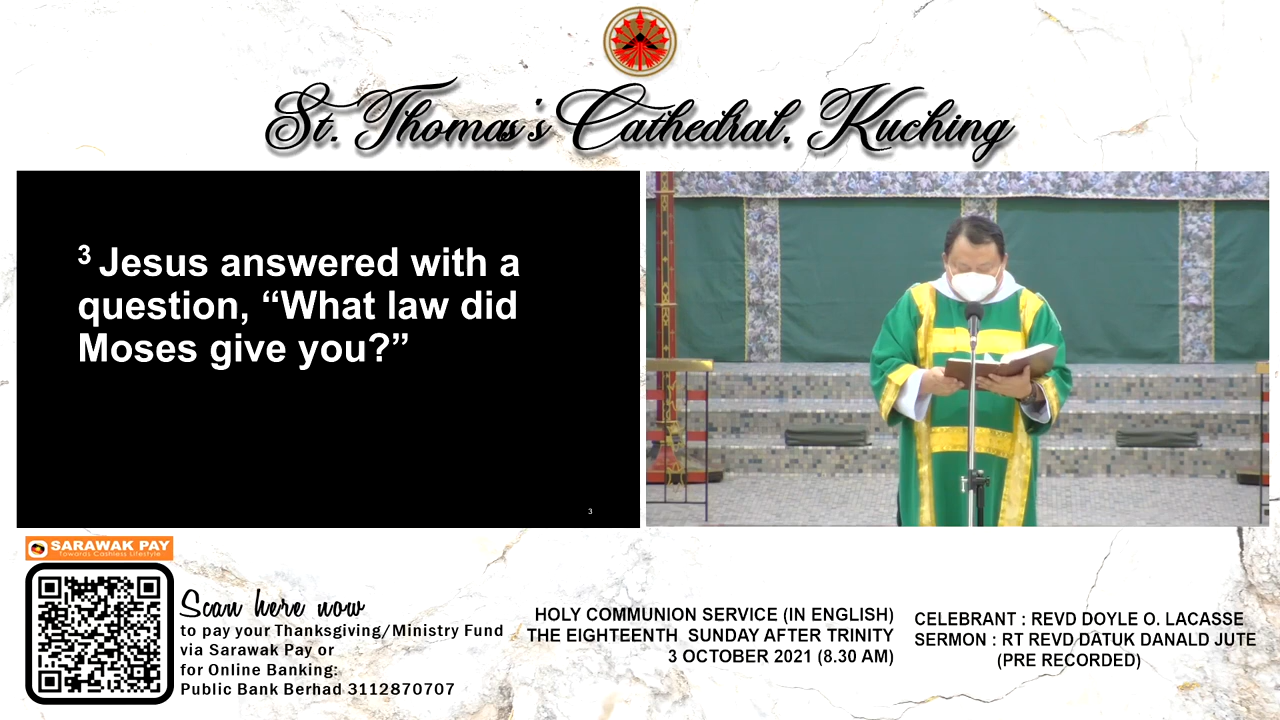 St. Thomas's Cathedral, Kuching
3 Jesus answered with a
question, “What law did
Moses give you?”
3
SARAWAK PAY
Towards Cashless Lifestyle
Scan here now
to pay your Thanksgiving/Ministry Fund
via Sarawak Pay or
for Online Banking:
Public Bank Berhad 3112870707
HOLY COMMUNION SERVICE (IN ENGLISH)
THE EIGHTEENTH SUNDAY AFTER TRINITY
3 OCTOBER 2021 (8.30 AM)
CELEBRANT : REVD DOYLE O. LACASSE
SERMON : RT REVD DATUK DANALD JUTE
(PRE RECORDED)